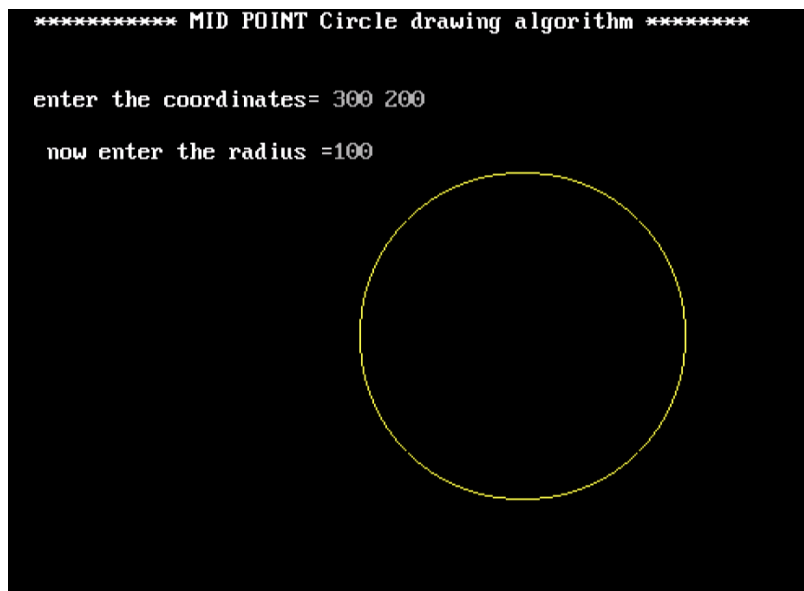 *********** MID POINT Circle drawing algorithm ********
enter the coordinates= 300 200
now enter the radius =100